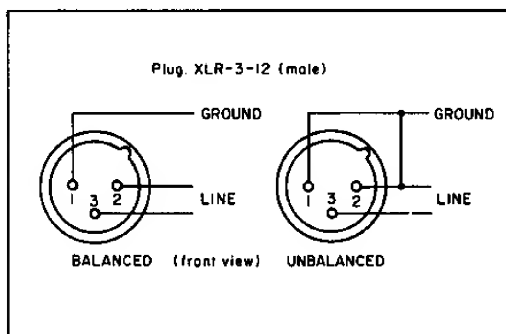 Plug. XLR-3-12 (male)
GROUND
GROUND
1 3 2
LINE
1 3 2
LINE
BALANCED (front view) UNBALANCED